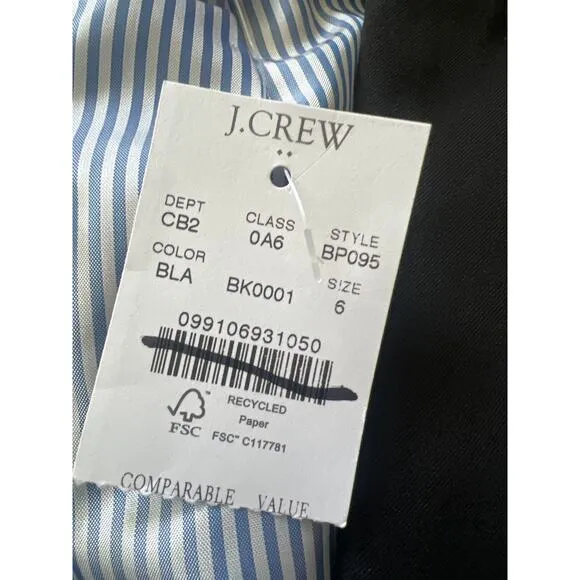 J.CREW
DEPT CLASS STYLE
CB2 0A6 BP095
COLOR SIZE
BLA BK0001 6
099106931050
RECYCLED
Paper
FSC FSC™ C117781
COMPARABLE VALUE